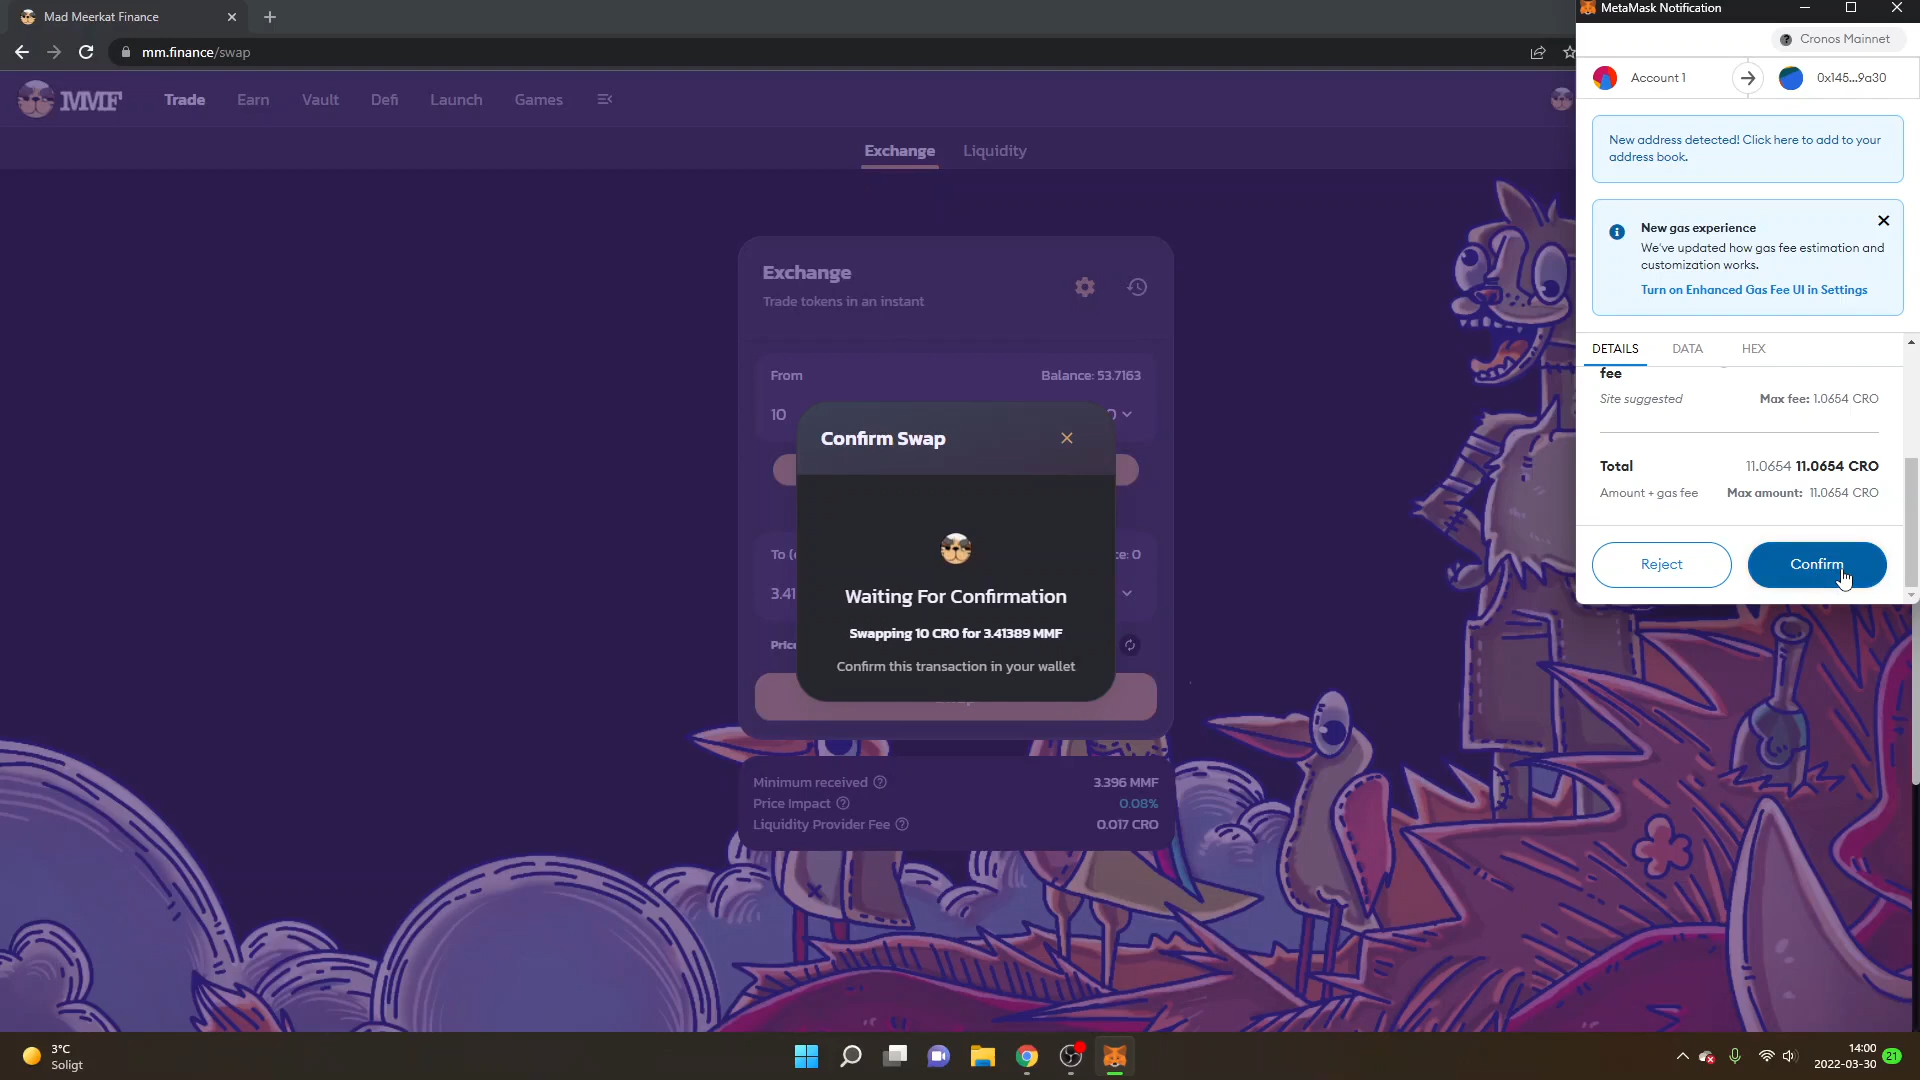 Mad Meerkat Finance
mm.finance/swap
MMF
Trade
Earn
Vault
Defi
Launch
Games
Exchange
Liquidity
Exchange
Trade tokens in an instant
From
Balance: 53.7163
10
Confirm Swap
Waiting For Confirmation
Swapping 10 CRO for 3.41389 MMF
Confirm this transaction in your wallet
3.41
Minimum received
3.396 MMF
Price Impact
0.08%
Liquidity Provider Fee
0.017 CRO
MetaMask Notification
Cronos Mainnet
Account 1
0x145...9a30
New address detected! Click here to add to your
address book.
New gas experience
We've updated how gas fee estimation and
customization works.
Turn on Enhanced Gas Fee UI in Settings
DETAILS
DATA
HEX
fee
Site suggested
Max fee: 1.0654 CRO
Total
11.0654 11.0654 CRO
Amount + gas fee
Max amount: 11.0654 CRO
Reject
Confirm
3°C
Soligt
14:00
2022-03-30
21